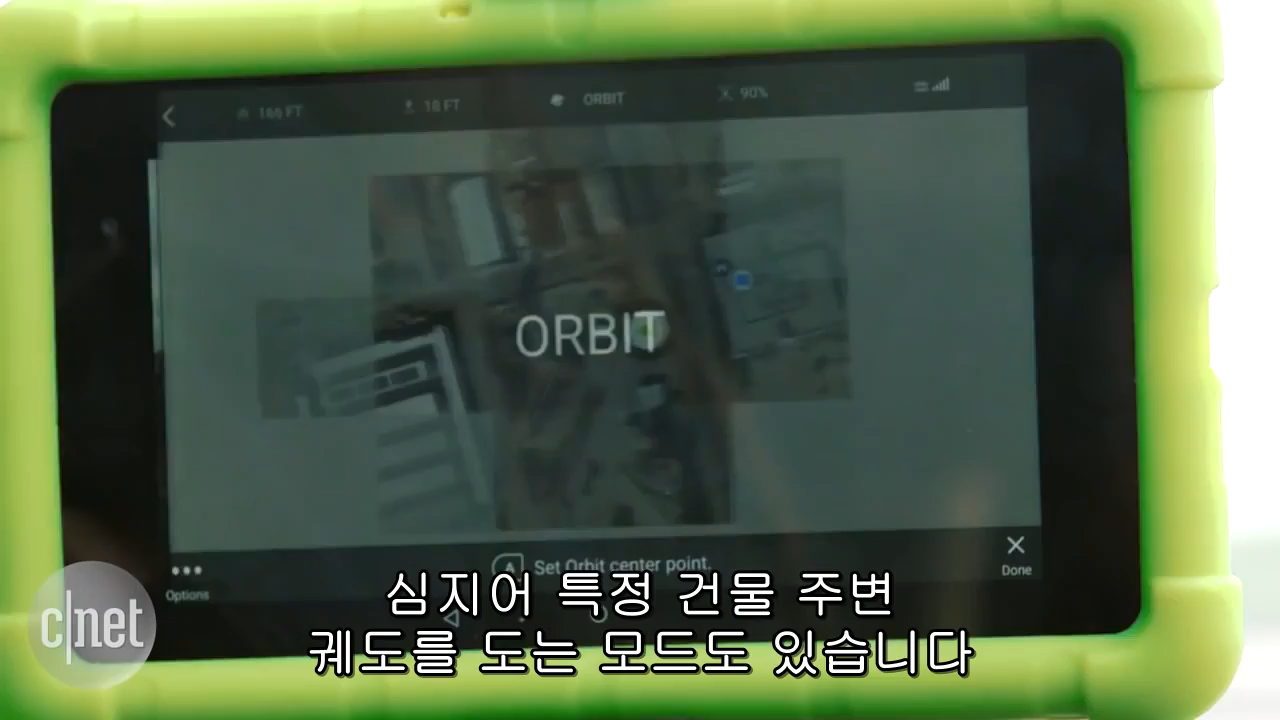 166 FT
18 FT
ORBIT
90%
ORBIT
A Set Orbit center point.
Options
Done
심지어 특정 건물 주변
궤도를 도는 모드도 있습니다
c|net